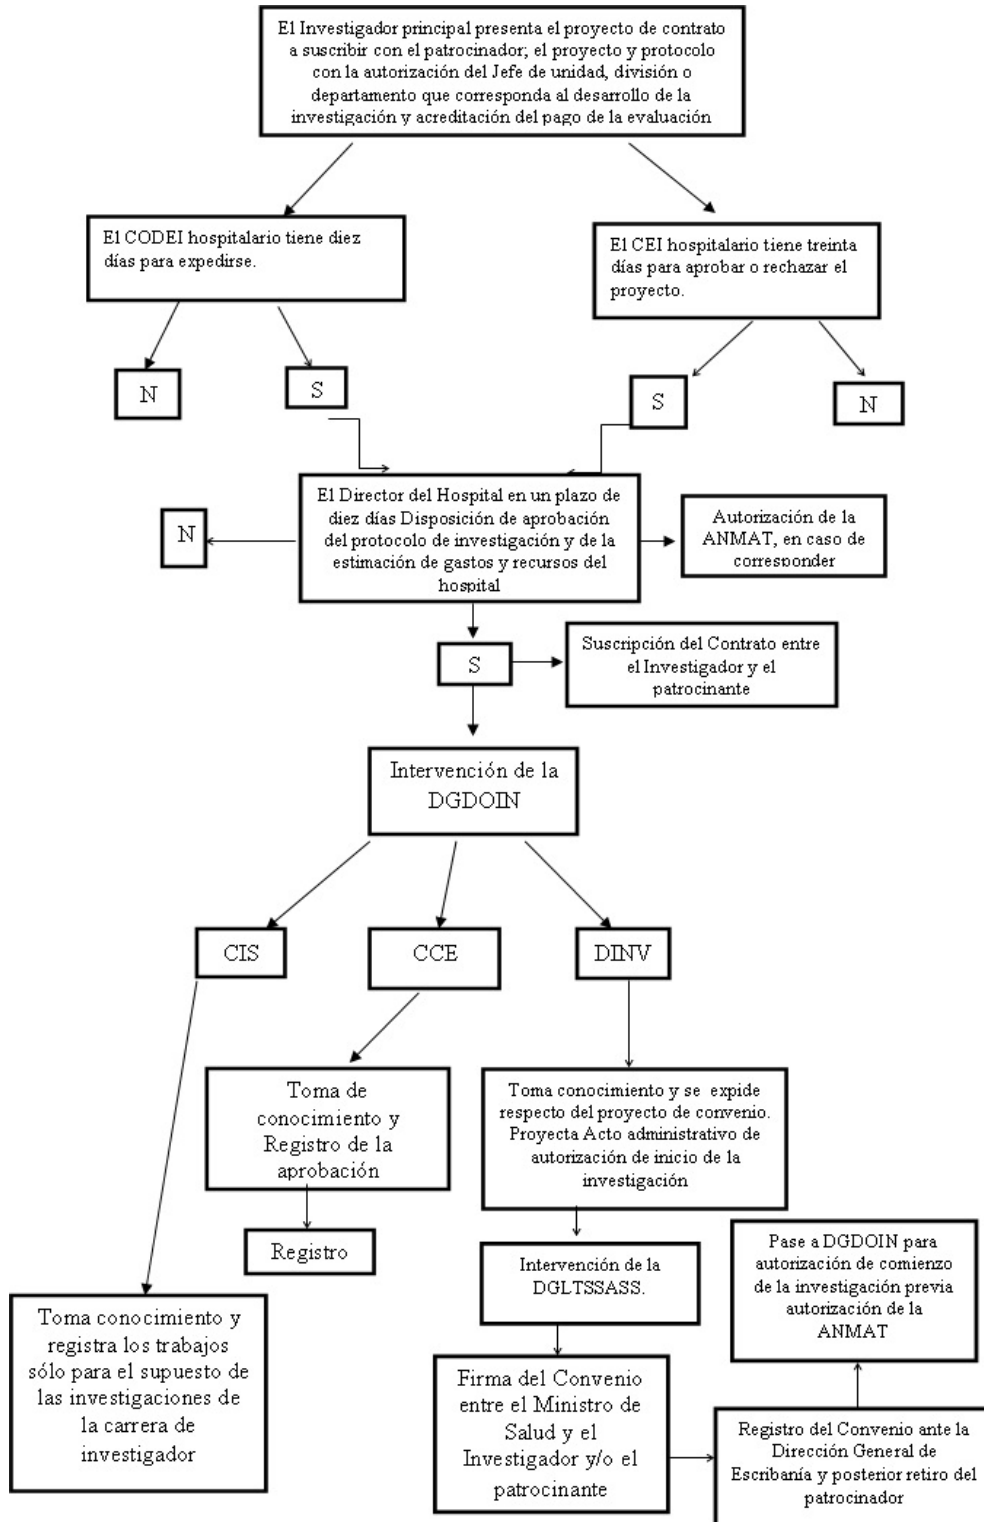 El Investigador principal presenta el proyecto de contrato
a suscribir con el patrocinador; el proyecto y protocolo
con la autorización del Jefe de unidad, división o
departamento que corresponda al desarrollo de la
investigación y acreditación del pago de la evaluación
El CODEI hospitalario tiene diez
días para expedirse.
El CEI hospitalario tiene treinta
días para aprobar o rechazar el
proyecto.
N
S
S
N
El Director del Hospital en un plazo de
diez días Disposición de aprobación
del protocolo de investigación y de la
estimación de gastos y recursos del
hospital
N
Autorización de la
ANMAT, en caso de
corresponder
S
Suscripción del Contrato entre
el Investigador y el
patrocinante
Intervención de la
DGDOIN
CIS
CCE
DINV
Toma de
conocimiento y
Registro de la
aprobación
Toma conocimiento y se expide
respecto del proyecto de convenio.
Proyecta Acto administrativo de
autorización de inicio de la
investigación
Registro
Intervención de la
DGLTSSASS.
Pase a DGDOIN para
autorización de comienzo
de la investigación previa
autorización de la
ANMAT
Toma conocimiento y
registra los trabajos
sólo para el supuesto de
las investigaciones de
la carrera de
investigador
Firma del Convenio
entre el Ministro de
Salud y el
Investigador y/o el
patrocinante
Registro del Convenio ante la
Dirección General de
Escribanía y posterior retiro del
patrocinador